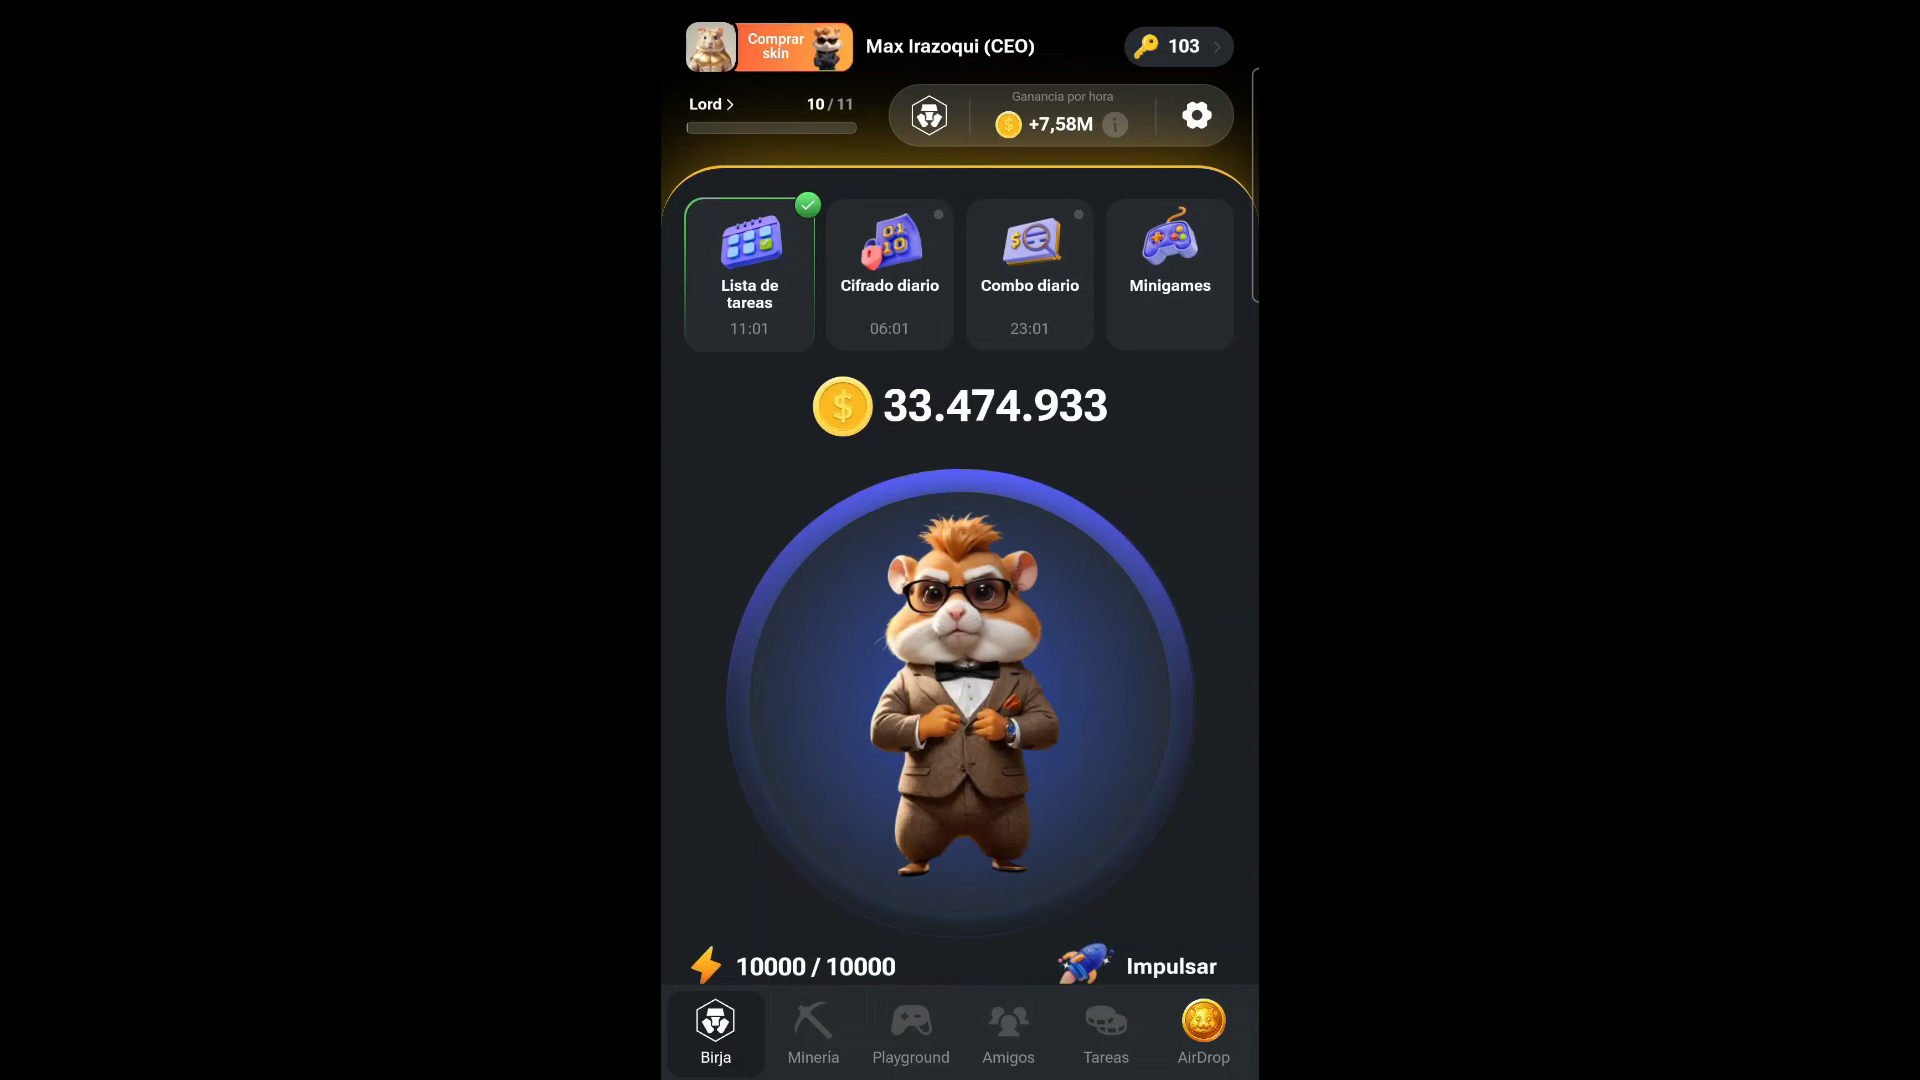 Comprar
skin
Max Irazoqui (CEO)
103
Lord
10 / 11
Ganancia por hora
+7,58M
Lista de
tareas
11:01
Cifrado diario
06:01
Combo diario
23:01
Minigames
33.474.933
10000 / 10000
Impulsar
Birja
Minería
Playground
Amigos
Tareas
AirDrop